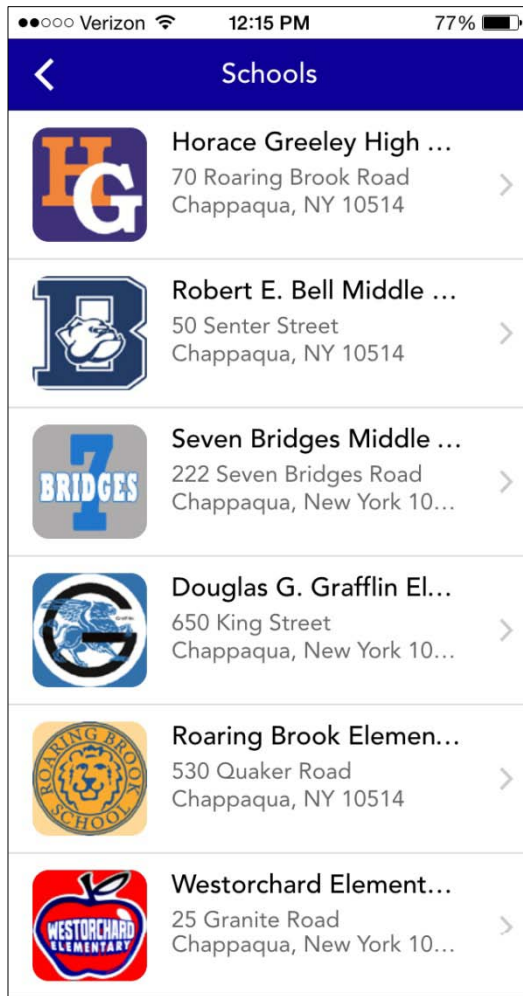 Verizon 12:15 PM 77%
Schools
HG
Horace Greeley High ...
70 Roaring Brook Road
Chappaqua, NY 10514
B
Robert E. Bell Middle ...
50 Senter Street
Chappaqua, NY 10514
7
BRIDGES
Seven Bridges Middle ...
222 Seven Bridges Road
Chappaqua, New York 10...
G
Grafflin
Douglas G. Grafflin El...
650 King Street
Chappaqua, New York 10...
ROARING BROOK
SCHOOL
Roaring Brook Elemen...
530 Quaker Road
Chappaqua, NY 10514
WESTORCHARD
ELEMENTARY
Westorchard Element...
25 Granite Road
Chappaqua, New York 10...